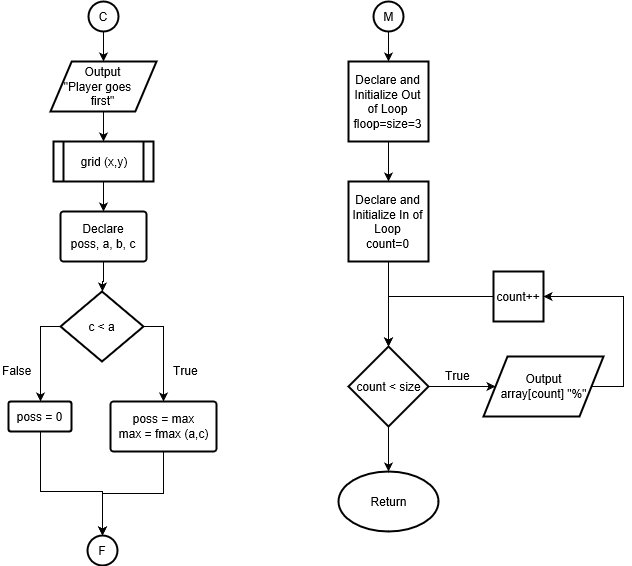 C
Output
"Player goes
first"
grid (x,y)
Declare
poss, a, b, c
c < a
False
True
poss = 0
poss = max
max = fmax (a,c)
F
M
Declare and
Initialize Out
of Loop
floop=size=3
Declare and
Initialize In of
Loop
count=0
count++
count < size
True
Output
array[count] "%"
Return